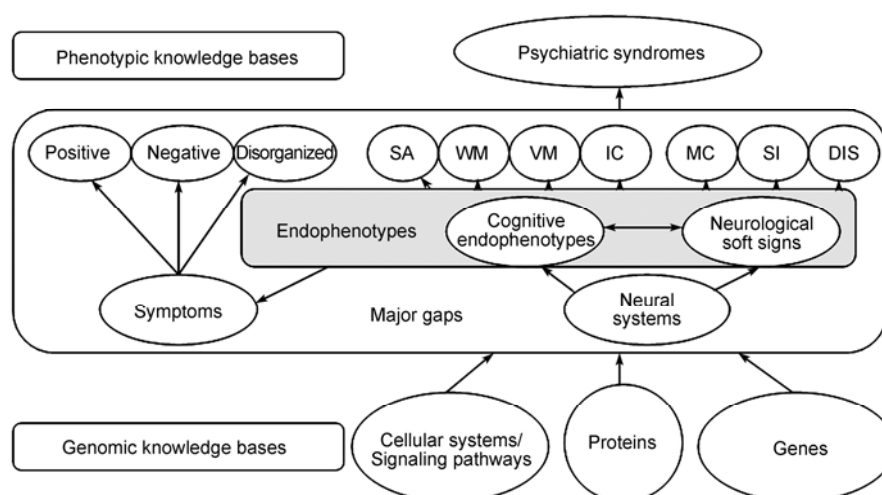 Phenotypic knowledge bases
Psychiatric syndromes
Positive
Negative
Disorganized
SA
WM
VM
IC
MC
SI
DIS
Endophenotypes
Cognitive
endophenotypes
Neurological
soft signs
Symptoms
Major gaps
Neural
systems
Genomic knowledge bases
Cellular systems/
Signaling pathways
Proteins
Genes